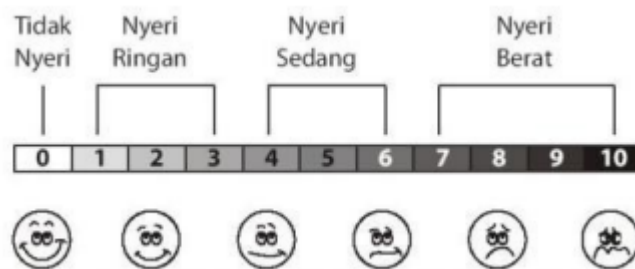 Tidak Nyeri Nyeri Nyeri
Nyeri Ringan Sedang Berat
0 1 2 3 4 5 6 7 8 9 10